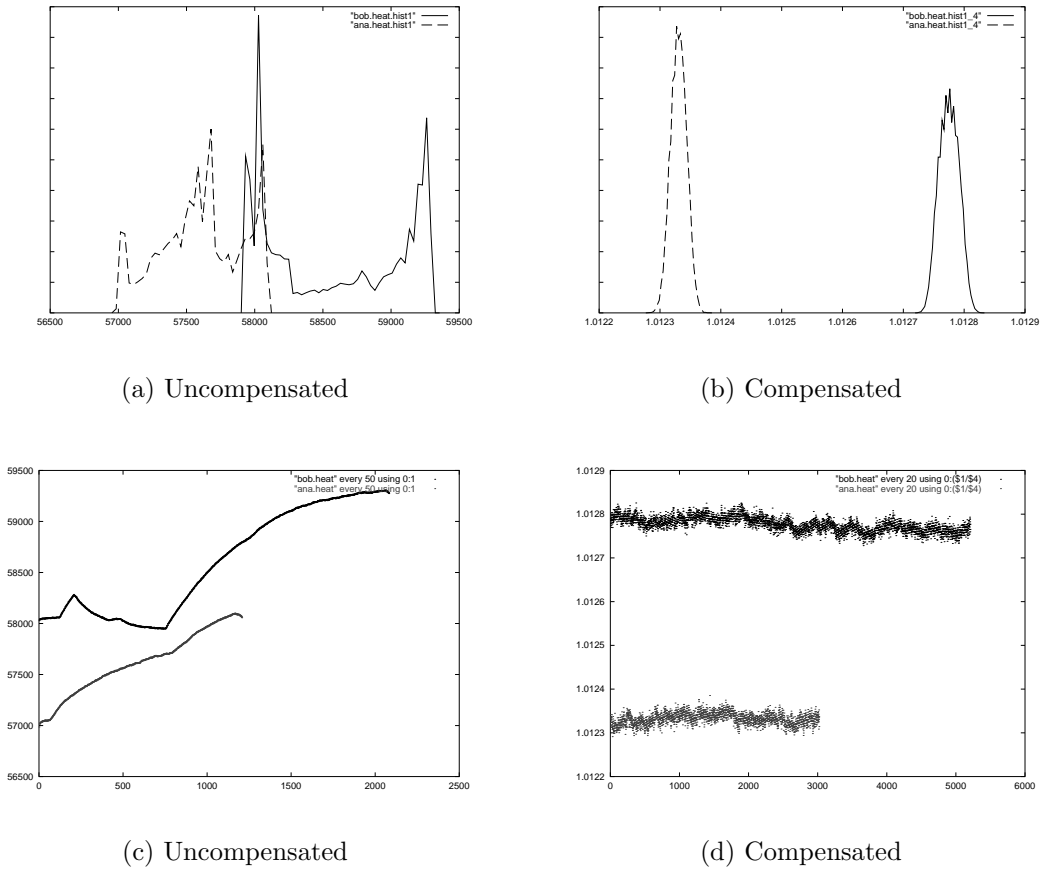 "bob.heat.hist1"
"ana.heat.hist1"
56500 57000 57500 58000 58500 59000 59500
(a) Uncompensated
"bob.heat.hist1_4"
"ana.heat.hist1_4"
1.0122 1.0123 1.0124 1.0125 1.0126 1.0127 1.0128 1.0129
(b) Compensated
59500
59000
58500
58000
57500
57000
56500
"bob.heat" every 50 using 0:1
"ana.heat" every 50 using 0:1
0 500 1000 1500 2000 2500
(c) Uncompensated
1.0129
1.0128
1.0127
1.0126
1.0125
1.0124
1.0123
1.0122
"bob.heat" every 20 using 0:($1/$4)
"ana.heat" every 20 using 0:($1/$4)
0 1000 2000 3000 4000 5000 6000
(d) Compensated